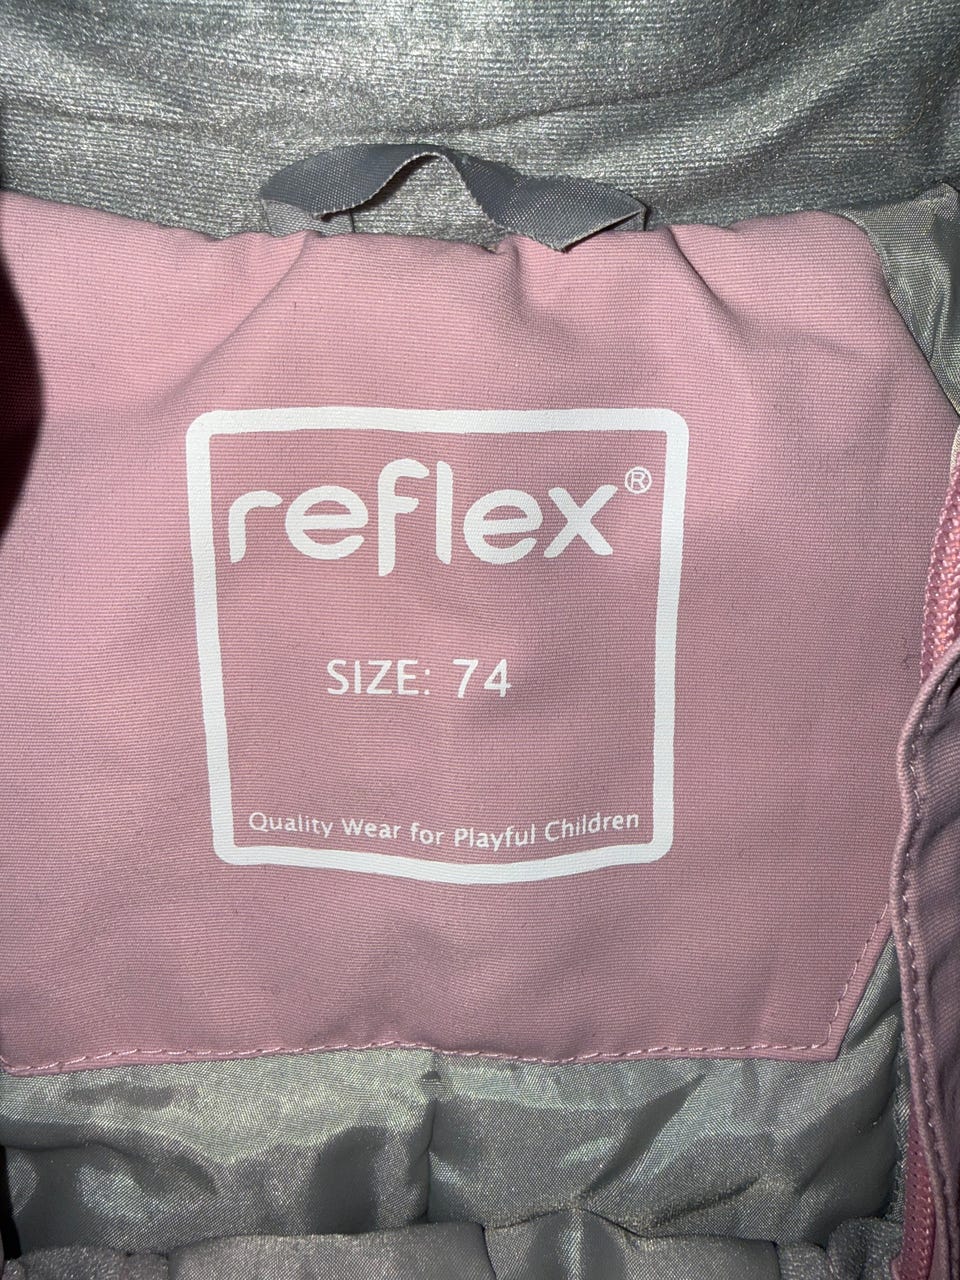 reflex®
SIZE: 74
Quality Wear for Playful Children